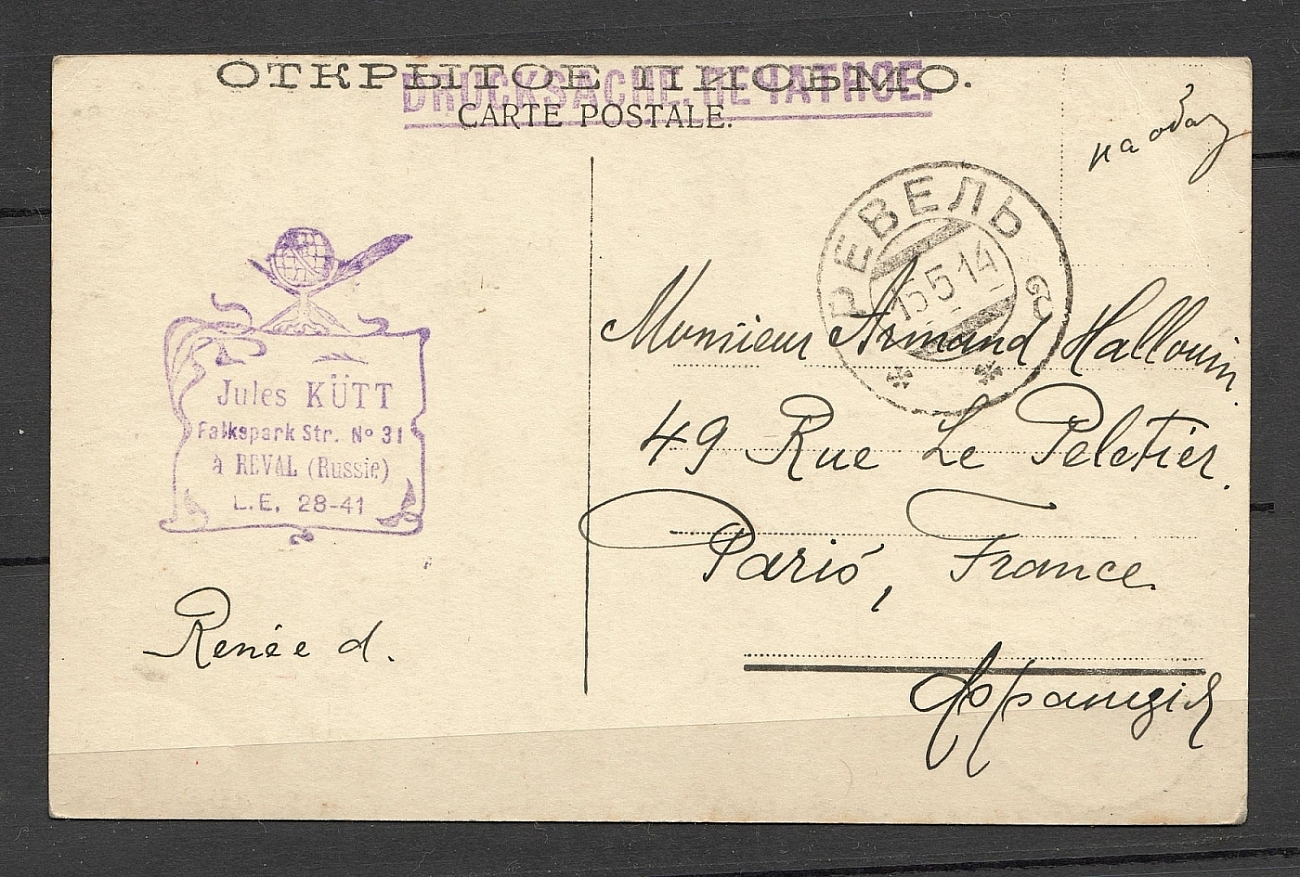 ОТКРЫТОЕ ПИСЬМО.
DRUCKSACHE. ПЕЧАТНОЕ.
CARTE POSTALE.
на обор
РЕВЕЛЬ
15 5 14
Jules KÜTT
Falkspark Str. No 31
à REVAL (Russie)
L.E. 28-41
Monsieur Armand Hallouin.
49 Rue Le Peletier.
Paris, France.
Франція
Renée d.